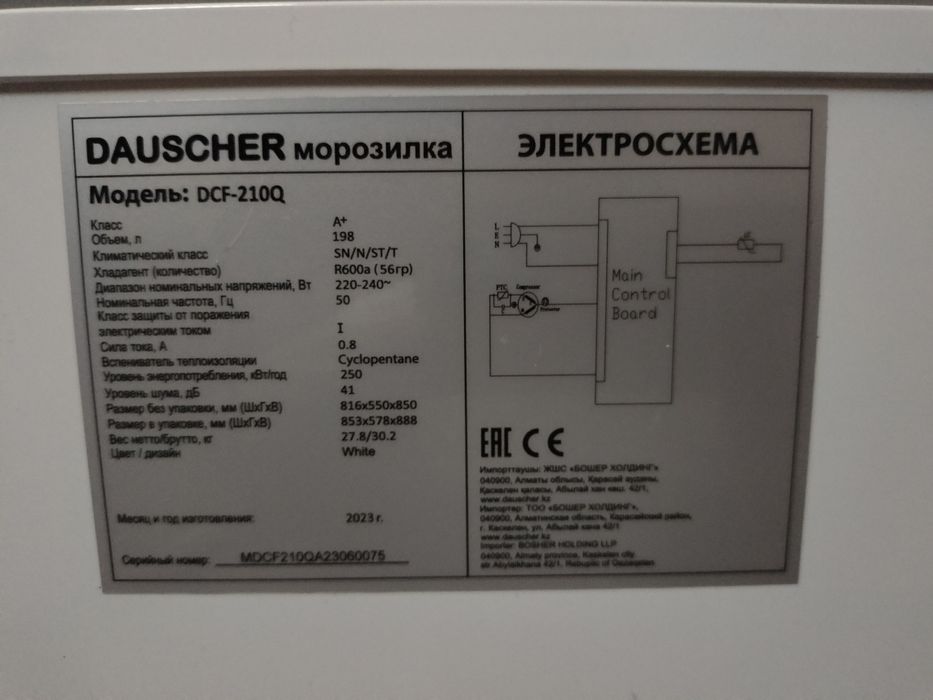 DAUSCHER морозилка
Модель: DCF-210Q
Класс A+
Объем, л 198
Климатический класс SN/N/ST/T
Хладагент (количество) R600a (56гр)
Диапазон номинальных напряжений, Вт 220-240~
Номинальная частота, Гц 50
Класс защиты от поражения
электрическим током I
Сила тока, А 0.8
Вспениватель теплоизоляции Cyclopentane
Уровень энергопотребления, кВт/год 250
Уровень шума, дБ 41
Размер без упаковки, мм (ШхГхВ) 816x550x850
Размер в упаковке, мм (ШхГхВ) 853x578x888
Вес нетто/брутто, кг 27.8/30.2
Цвет / дизайн White
Месяц и год изготовления: 2023 г.
Серийный номер: MDCF210QA23060075
ЭЛЕКТРОСХЕМА
L
E
N
PTC Compressor
Protector
Main
Control
Board
EAC CE
Импорттаушы: ЖШС «БОШЕР ХОЛДИНГ»
040900, Алматы облысы, Қарасай ауданы,
Қаскелен қаласы, Абылай хан көш. 42/1,
www.dauscher.kz
Импортер: ТОО «БОШЕР ХОЛДИНГ»,
040900, Алматинская область, Карасайский район,
г. Каскелен, ул. Абылай хана 42/1
www.dauscher.kz
Importer: BOSHER HOLDING LLP
040900, Almaty province, Kaskelen city
str.Abylaikhana 42/1,